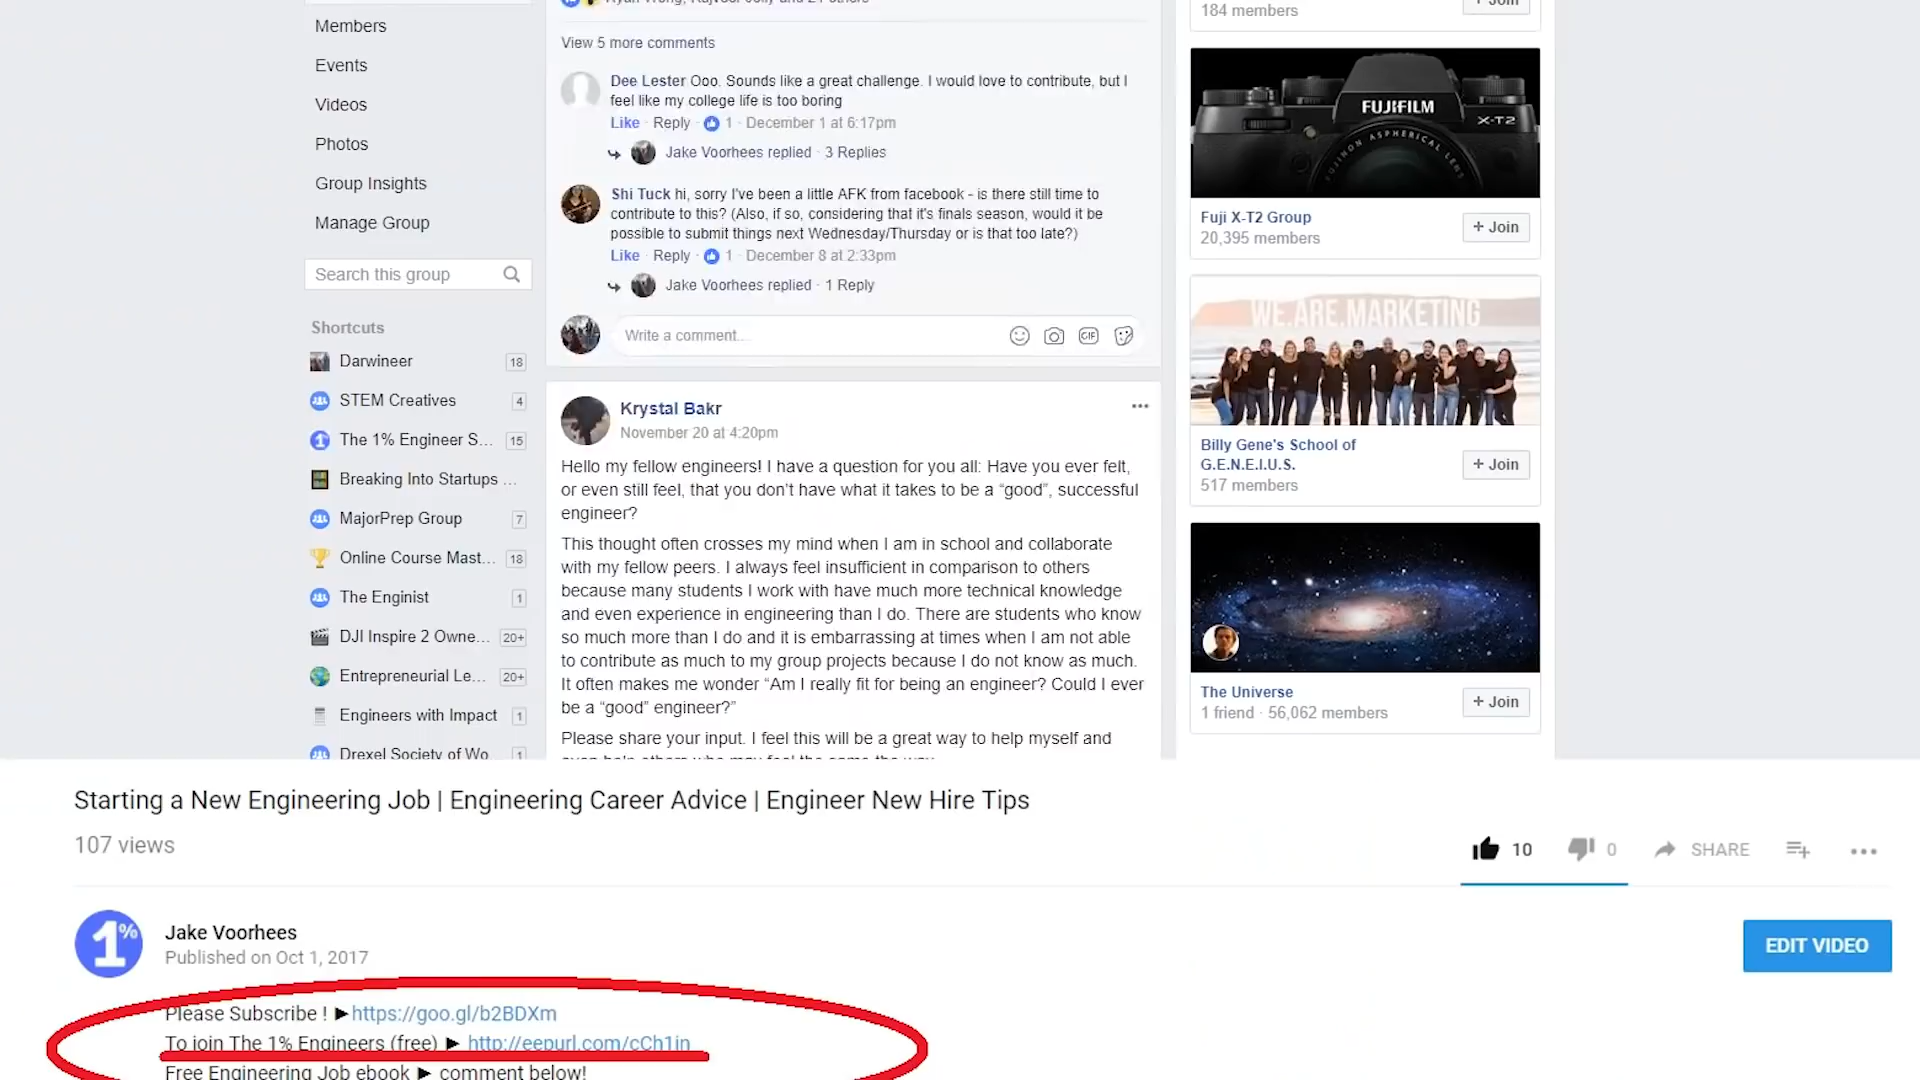 Members
Events
Videos
Photos
Group Insights
Manage Group
Search this group
Shortcuts
Darwineer 18
STEM Creatives 4
The 1% Engineer S... 15
Breaking Into Startups ...
MajorPrep Group 7
Online Course Mast... 18
The Enginist 1
DJI Inspire 2 Owne... 20+
Entrepreneurial Le... 20+
Engineers with Impact 1
Drexel Society of Wo 1
View 5 more comments
Dee Lester Ooo. Sounds like a great challenge. I would love to contribute, but I
feel like my college life is too boring
Like · Reply · 1 · December 1 at 6:17pm
Jake Voorhees replied · 3 Replies
Shi Tuck hi, sorry I've been a little AFK from facebook - is there still time to
contribute to this? (Also, if so, considering that it's finals season, would it be
possible to submit things next Wednesday/Thursday or is that too late?)
Like · Reply · 1 · December 8 at 2:33pm
Jake Voorhees replied · 1 Reply
Write a comment...
GIF
Krystal Bakr
November 20 at 4:20pm
Hello my fellow engineers! I have a question for you all: Have you ever felt,
or even still feel, that you don't have what it takes to be a “good”, successful
engineer?
This thought often crosses my mind when I am in school and collaborate
with my fellow peers. I always feel insufficient in comparison to others
because many students I work with have much more technical knowledge
and even experience in engineering than I do. There are students who know
so much more than I do and it is embarrassing at times when I am not able
to contribute as much to my group projects because I do not know as much.
It often makes me wonder “Am I really fit for being an engineer? Could I ever
be a “good” engineer?”
Please share your input. I feel this will be a great way to help myself and
184 members
+ Join
FUJIFILM
X-T2
FUJINON ASPHERICAL LENS
Fuji X-T2 Group
20,395 members
+ Join
WE.ARE.MARKETING
Billy Gene's School of
G.E.N.E.I.U.S.
517 members
+ Join
The Universe
1 friend · 56,062 members
+ Join
Starting a New Engineering Job | Engineering Career Advice | Engineer New Hire Tips
107 views
10
0
SHARE
1%
Jake Voorhees
Published on Oct 1, 2017
EDIT VIDEO
Please Subscribe ! ►https://goo.gl/b2BDXm
To join The 1% Engineers (free) ► http://eepurl.com/cCh1in
Free Engineering Job ebook ► comment below!